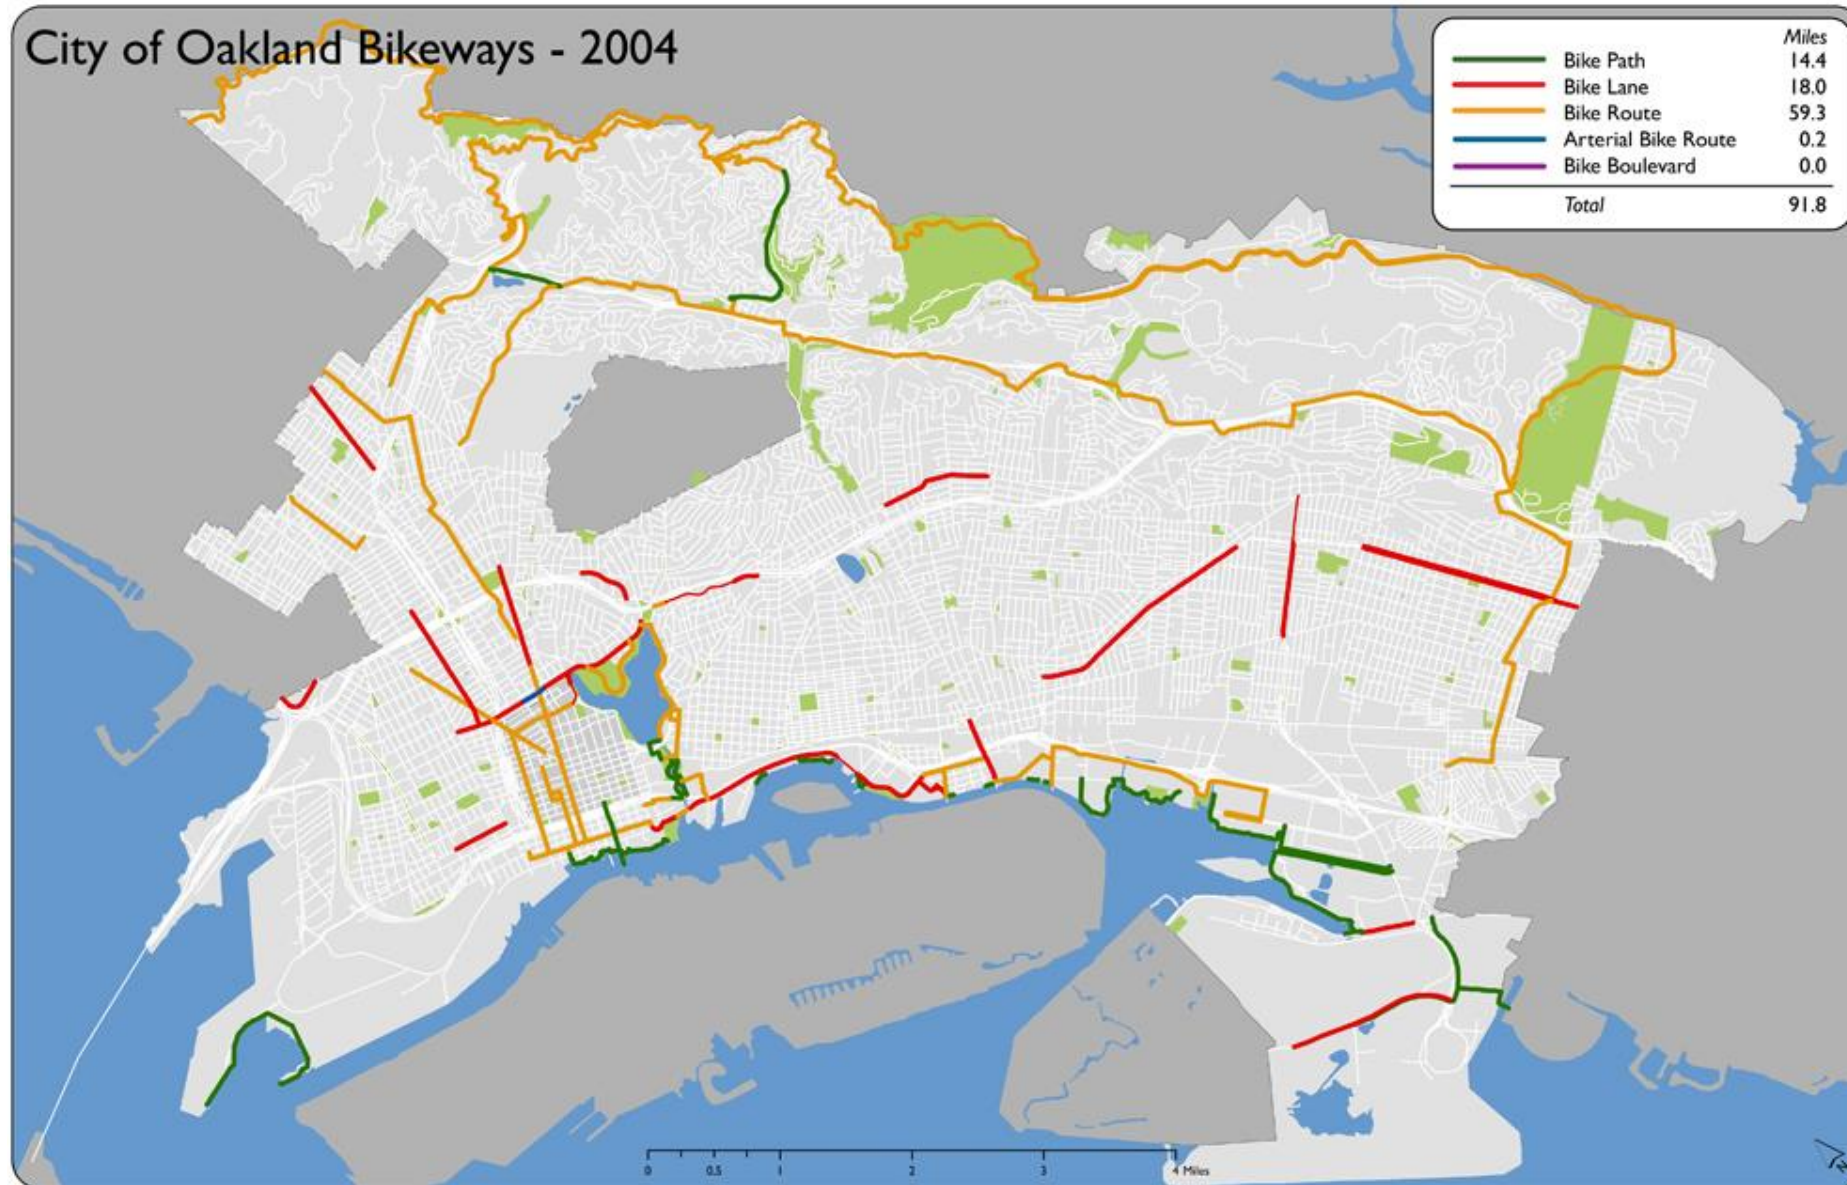 City of Oakland Bikeways - 2004
Miles
Bike Path 14.4
Bike Lane 18.0
Bike Route 59.3
Arterial Bike Route 0.2
Bike Boulevard 0.0
Total 91.8
0 0.5 1 2 3 4 Miles
N